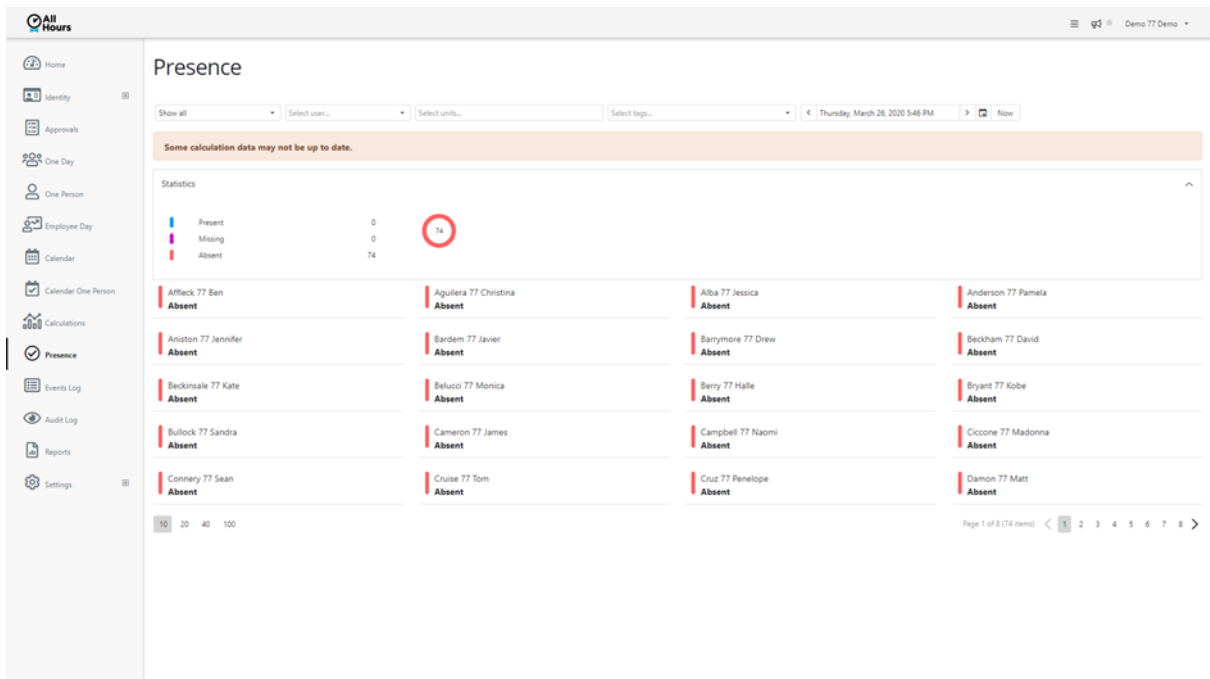 All
Hours
Demo 77 Demo
Home
Identity
Approvals
One Day
One Person
Employee Day
Calendar
Calendar One Person
Calculations
Presence
Events Log
Audit Log
Reports
Settings
Presence
Show all Select user... Select units... Select tags... Thursday, March 26, 2020 5:46 PM Now
Some calculation data may not be up to date.
Statistics
Present 0
Missing 0
Absent 74
74
Affleck 77 Ben Aguilera 77 Christina Alba 77 Jessica Anderson 77 Pamela
Absent Absent Absent Absent
Aniston 77 Jennifer Bardem 77 Javier Barrymore 77 Drew Beckham 77 David
Absent Absent Absent Absent
Beckinsale 77 Kate Belucci 77 Monica Berry 77 Halle Bryant 77 Kobe
Absent Absent Absent Absent
Bullock 77 Sandra Cameron 77 James Campbell 77 Naomi Ciccone 77 Madonna
Absent Absent Absent Absent
Connery 77 Sean Cruise 77 Tom Cruz 77 Penelope Damon 77 Matt
Absent Absent Absent Absent
10 20 40 100 Page 1 of 8 (74 items) 1 2 3 4 5 6 7 8